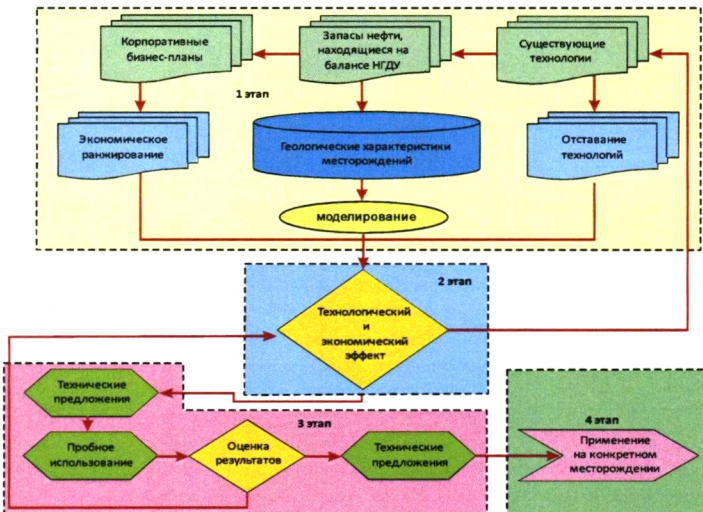 Корпоративные
бизнес-планы
Запасы нефти,
находящиеся на
балансе НГДУ
Существующие
технологии
1 этап
Экономическое
ранжирование
Геологические характеристики
месторождений
Отставание
технологий
моделирование
2 этап
Технологический
и
экономический
эффект
Технические
предложения
3 этап
Пробное
использование
Оценка
результатов
Технические
предложения
4 этап
Применение
на конкретном
месторождении